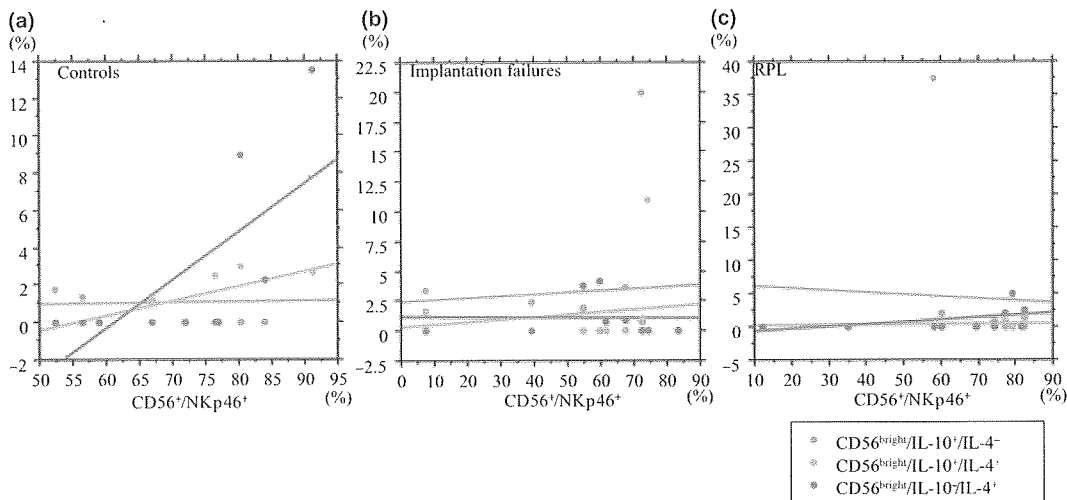 (a)
(%)
14
12
10
8
6
4
2
0
−2
Controls
50 55 60 65 70 75 80 85 90 95
CD56⁺/NKp46⁺ (%)
(b)
(%)
22.5
20
17.5
15
12.5
10
7.5
5
2.5
0
−2.5
Implantation failures
0 10 20 30 40 50 60 70 80 90
CD56⁺/NKp46⁺ (%)
(c)
(%)
40
35
30
25
20
15
10
5
0
−5
RPL
10 20 30 40 50 60 70 80 90
CD56⁺/NKp46⁺ (%)
CD56ᵇʳⁱᵍʰᵗ/IL-10⁺/IL-4⁻
CD56ᵇʳⁱᵍʰᵗ/IL-10⁺/IL-4⁺
CD56ᵇʳⁱᵍʰᵗ/IL-10⁻/IL-4⁺